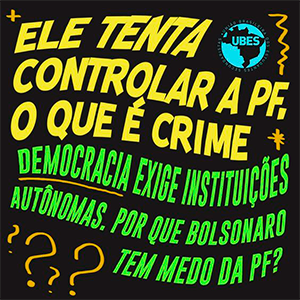 ELE TENTA
CONTROLAR A PF,
O QUE É CRIME
DEMOCRACIA EXIGE INSTITUIÇÕES
AUTÔNOMAS. POR QUE BOLSONARO
TEM MEDO DA PF?
???
UBES